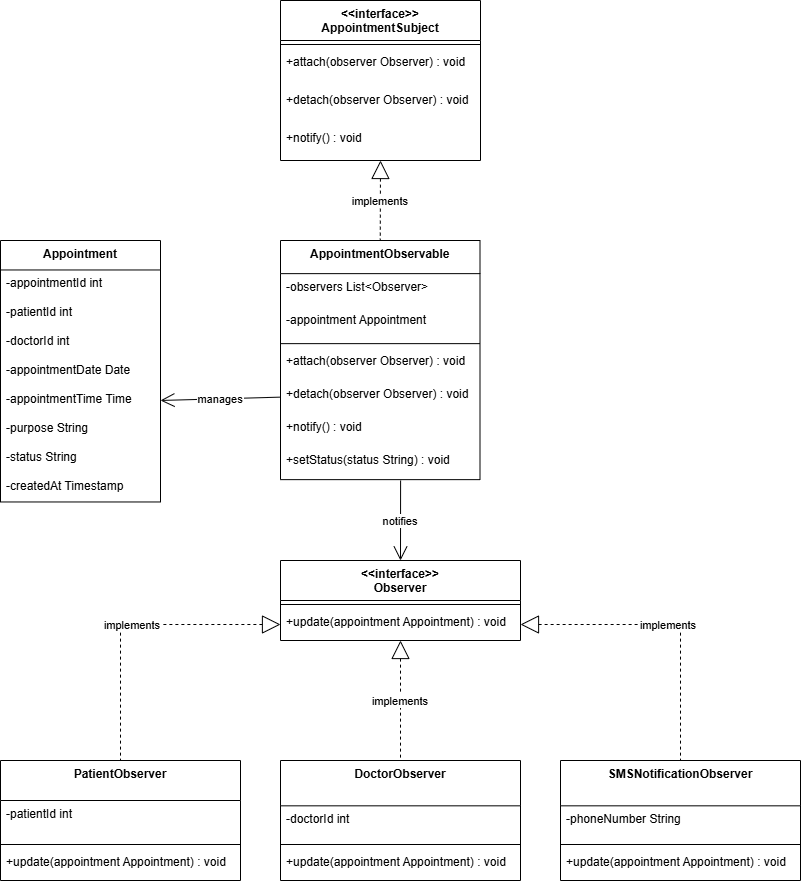 <<interface>>
AppointmentSubject
+attach(observer Observer) : void
+detach(observer Observer) : void
+notify() : void
implements
Appointment
-appointmentId int
-patientId int
-doctorId int
-appointmentDate Date
-appointmentTime Time
-purpose String
-status String
-createdAt Timestamp
manages
AppointmentObservable
-observers List<Observer>
-appointment Appointment
+attach(observer Observer) : void
+detach(observer Observer) : void
+notify() : void
+setStatus(status String) : void
notifies
<<interface>>
Observer
+update(appointment Appointment) : void
implements
implements
implements
PatientObserver
-patientId int
+update(appointment Appointment) : void
DoctorObserver
-doctorId int
+update(appointment Appointment) : void
SMSNotificationObserver
-phoneNumber String
+update(appointment Appointment) : void